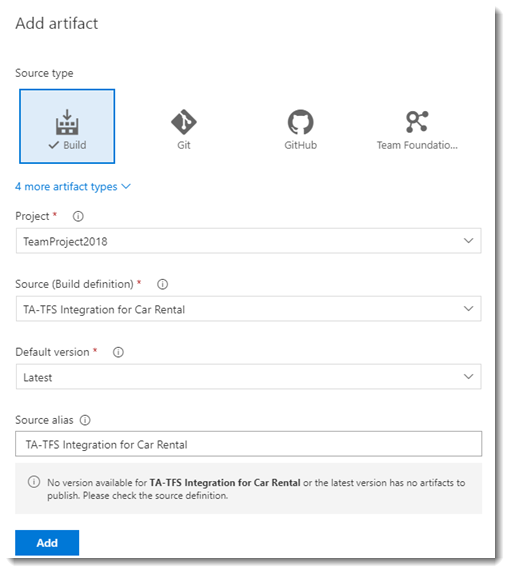 Add artifact
Source type
Build
Git
GitHub
Team Foundatio...
4 more artifact types
Project *
TeamProject2018
Source (Build definition) *
TA-TFS Integration for Car Rental
Default version *
Latest
Source alias
TA-TFS Integration for Car Rental
No version available for TA-TFS Integration for Car Rental or the latest version has no artifacts to
publish. Please check the source definition.
Add